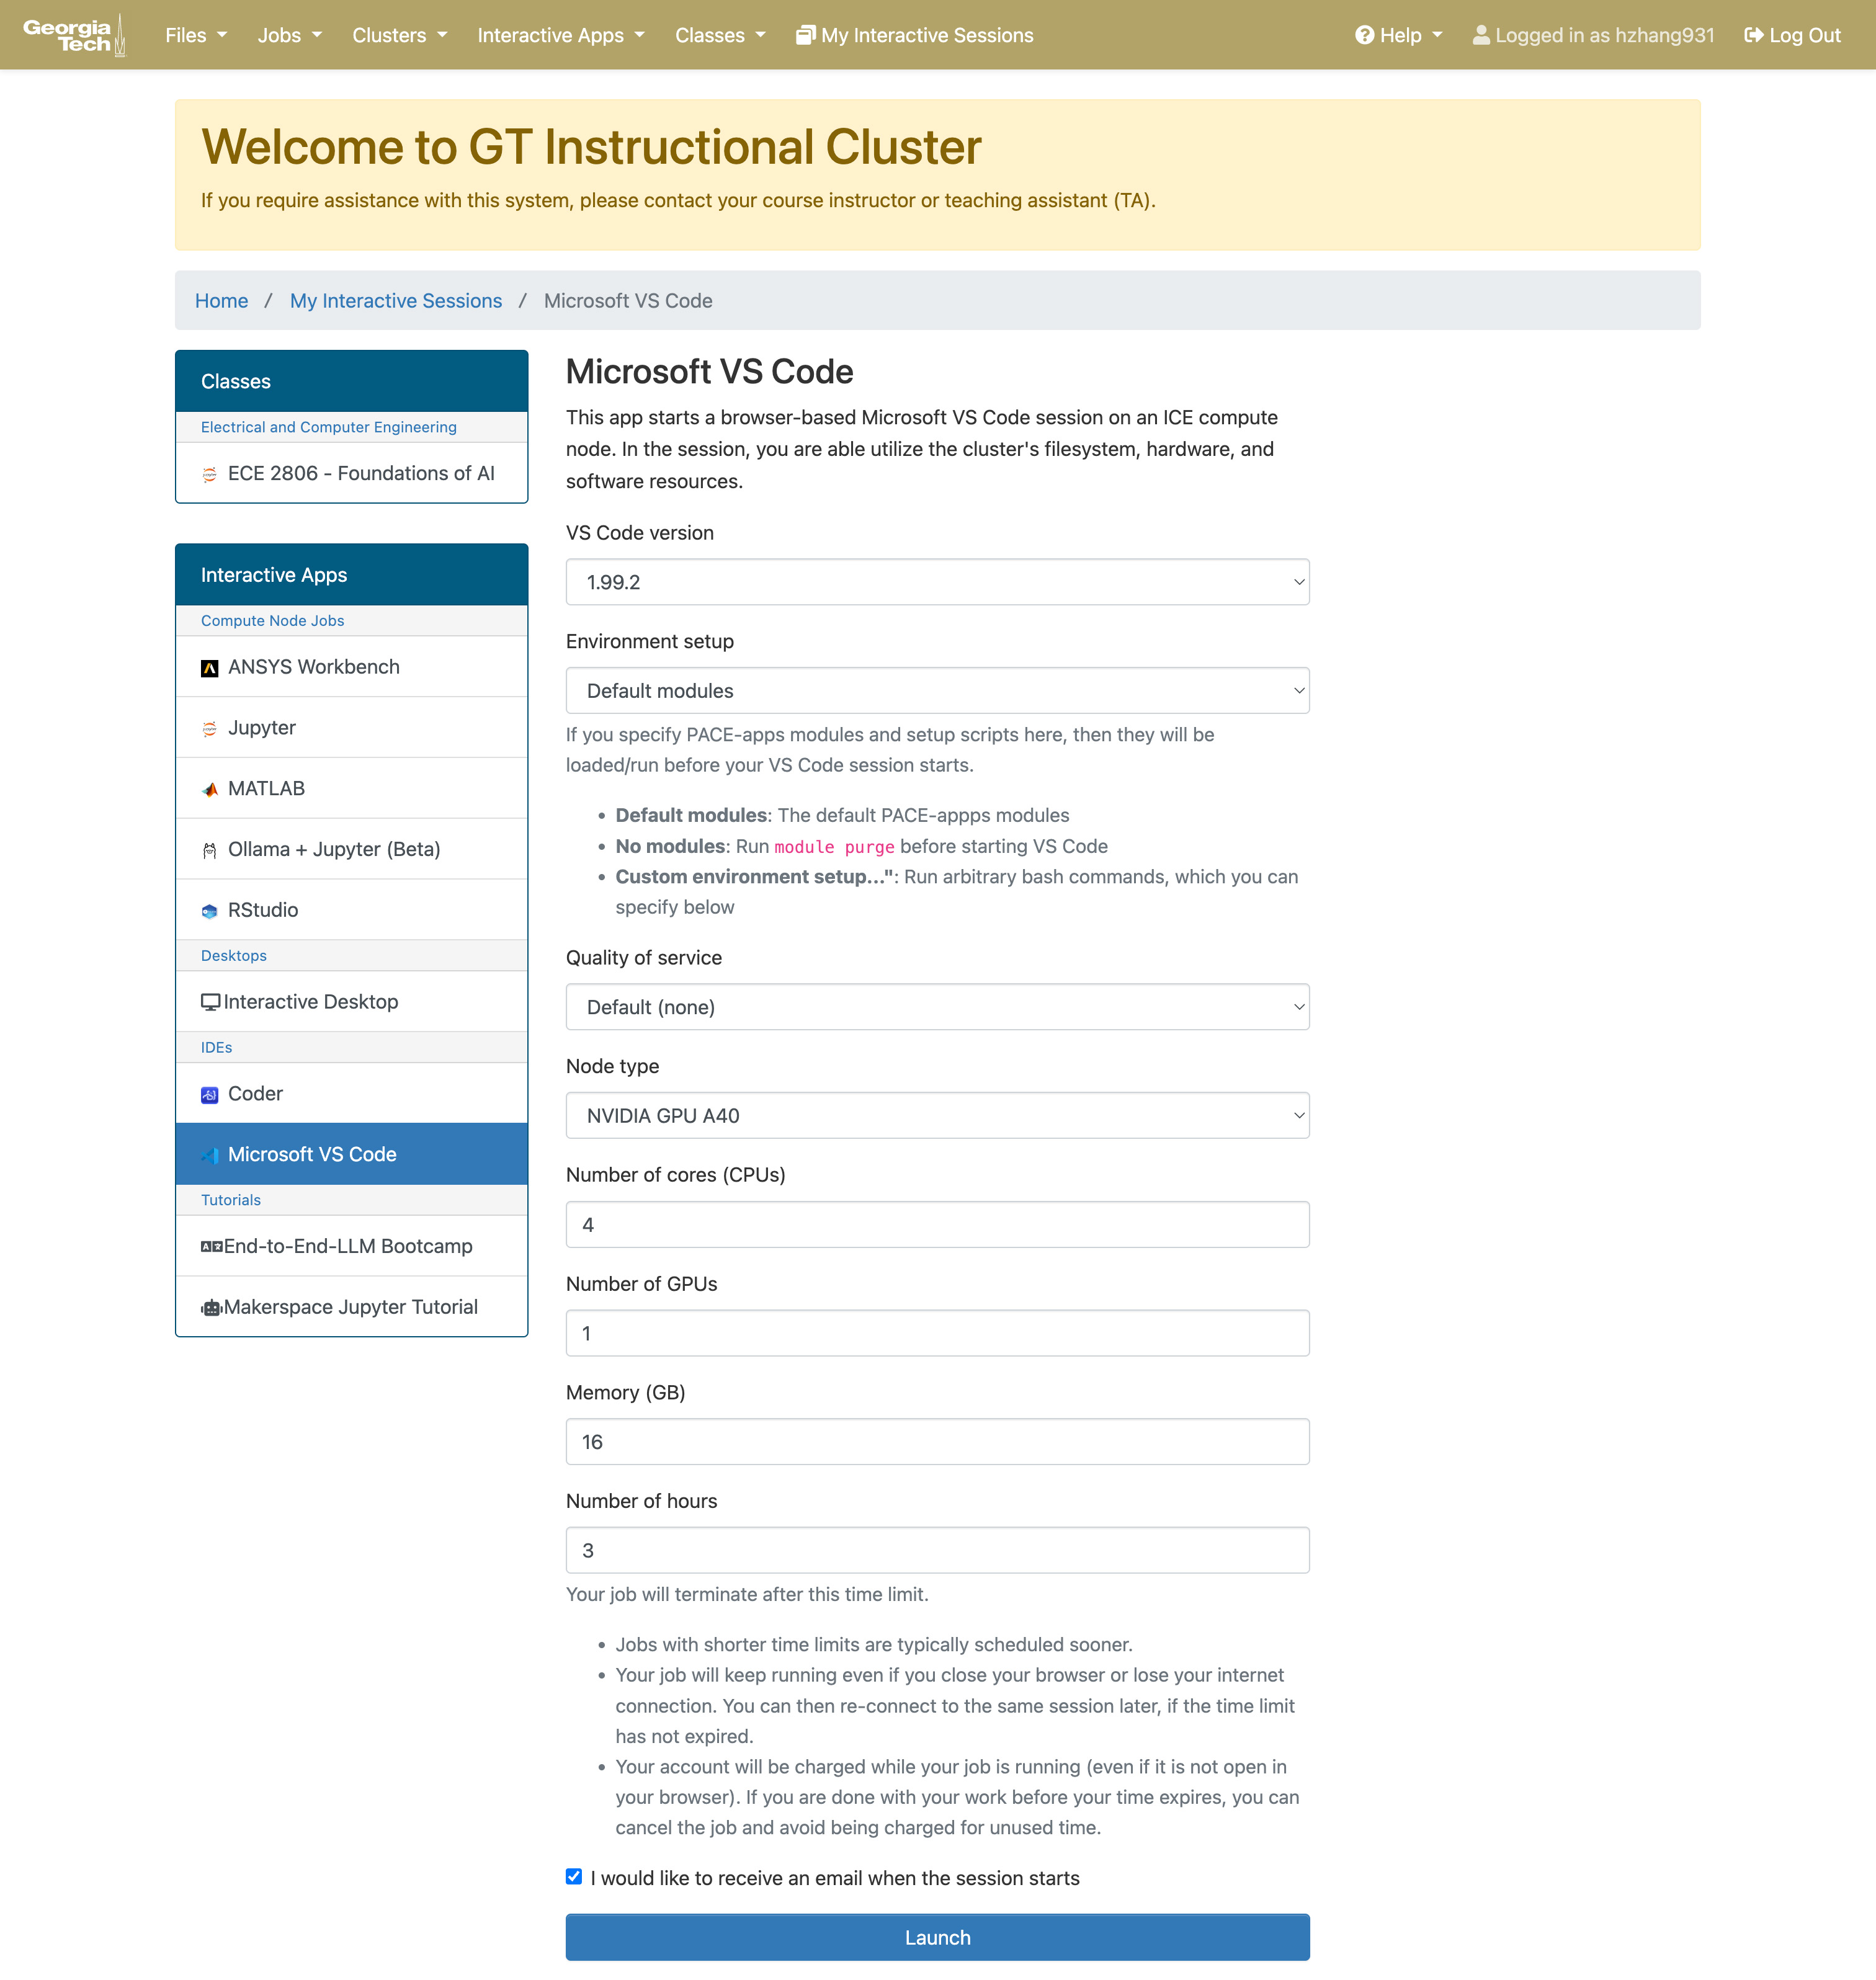 Georgia
Tech
Files
Jobs
Clusters
Interactive Apps
Classes
My Interactive Sessions
Help
Logged in as hzhang931
Log Out
Welcome to GT Instructional Cluster
If you require assistance with this system, please contact your course instructor or teaching assistant (TA).
Home / My Interactive Sessions / Microsoft VS Code
Classes
Electrical and Computer Engineering
ECE 2806 - Foundations of AI
Interactive Apps
Compute Node Jobs
ANSYS Workbench
Jupyter
MATLAB
Ollama + Jupyter (Beta)
RStudio
Desktops
Interactive Desktop
IDEs
Coder
Microsoft VS Code
Tutorials
End-to-End-LLM Bootcamp
Makerspace Jupyter Tutorial
Microsoft VS Code
This app starts a browser-based Microsoft VS Code session on an ICE compute
node. In the session, you are able utilize the cluster's filesystem, hardware, and
software resources.
VS Code version
1.99.2
Environment setup
Default modules
If you specify PACE-apps modules and setup scripts here, then they will be
loaded/run before your VS Code session starts.
• Default modules: The default PACE-appps modules
• No modules: Run module purge before starting VS Code
• Custom environment setup...": Run arbitrary bash commands, which you can
specify below
Quality of service
Default (none)
Node type
NVIDIA GPU A40
Number of cores (CPUs)
4
Number of GPUs
1
Memory (GB)
16
Number of hours
3
Your job will terminate after this time limit.
• Jobs with shorter time limits are typically scheduled sooner.
• Your job will keep running even if you close your browser or lose your internet
connection. You can then re-connect to the same session later, if the time limit
has not expired.
• Your account will be charged while your job is running (even if it is not open in
your browser). If you are done with your work before your time expires, you can
cancel the job and avoid being charged for unused time.
I would like to receive an email when the session starts
Launch